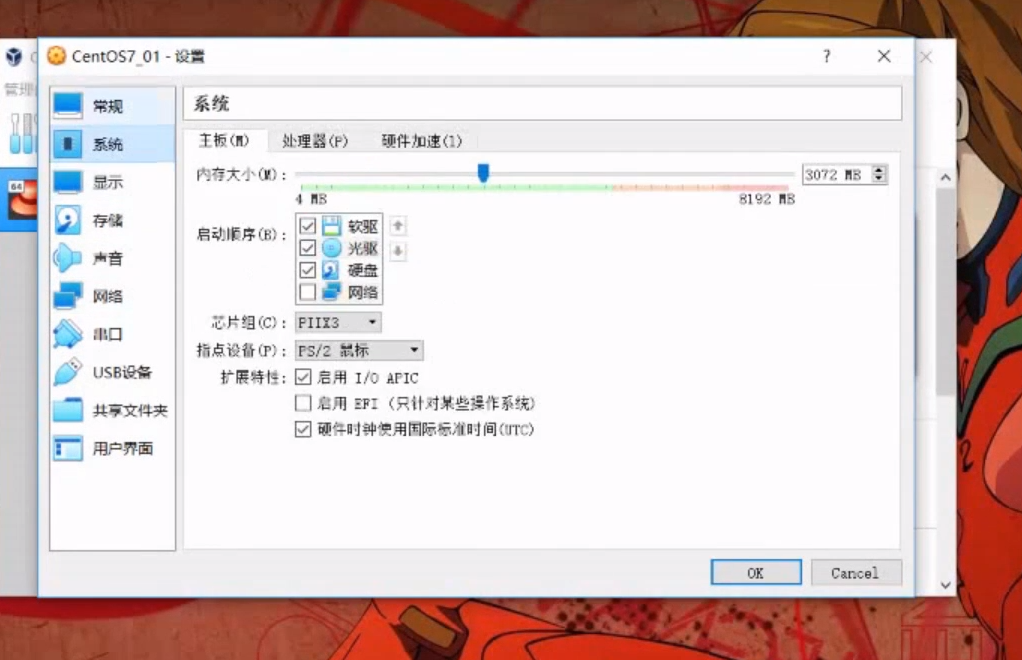 CentOS7_01 - 设置
?
管理
64
常规
系统
显示
存储
声音
网络
串口
USB设备
共享文件夹
用户界面
系统
主板(M) 处理器(P) 硬件加速(l)
内存大小(M): 3072 MB
4 MB 8192 MB
启动顺序(B): 软驱
光驱
硬盘
网络
芯片组(C): PIIX3
指点设备(P): PS/2 鼠标
扩展特性: 启用 I/O APIC
启用 EFI (只针对某些操作系统)
硬件时钟使用国际标准时间(UTC)
OK Cancel